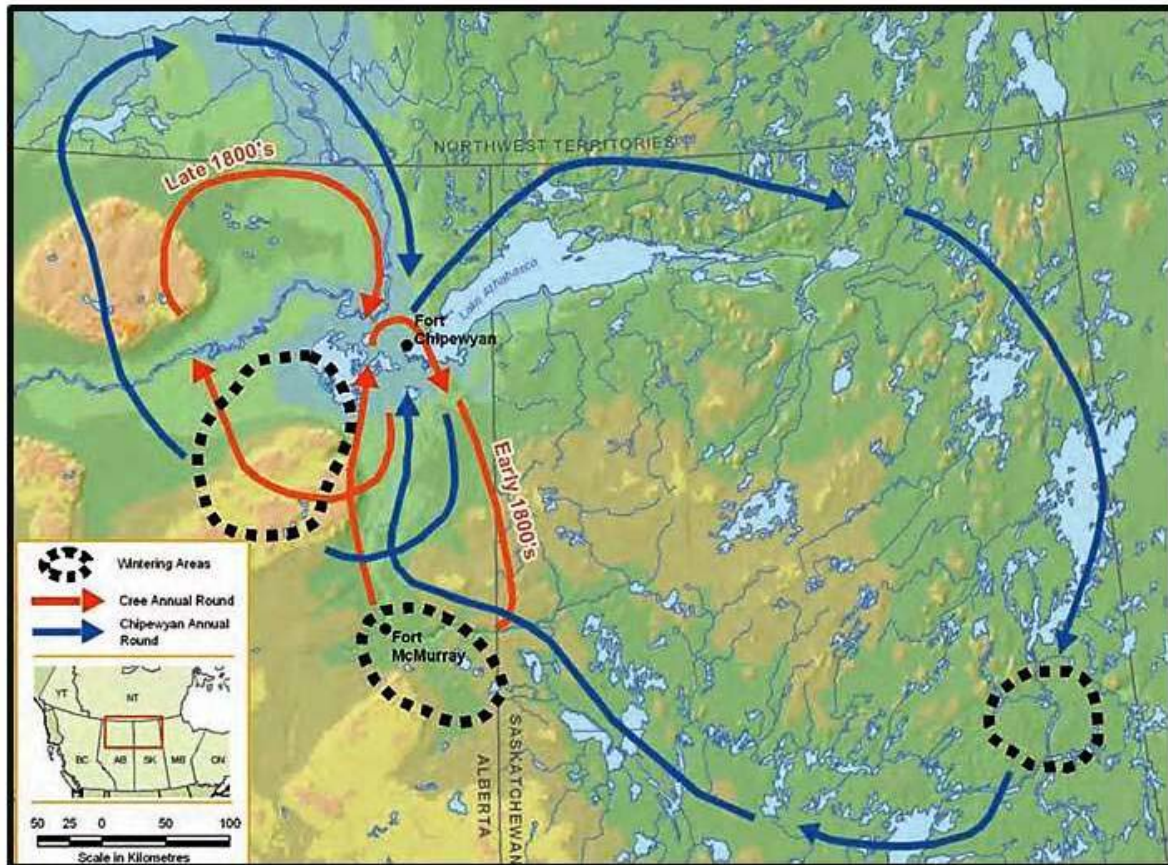 NORTHWEST TERRITORIES
Late 1800's
Lake Athabasca
Fort
Chipewyan
Early 1800's
Fort
McMurray
SASKATCHEWAN
ALBERTA
Wintering Areas
Cree Annual Round
Chipewyan Annual
Round
YT
NT
BC
AB
SK
MB
ON
50 25 0 50 100
Scale in Kilometres